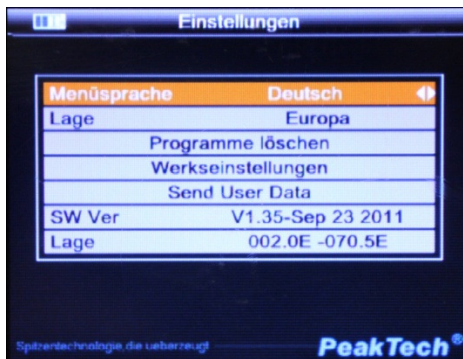 Einstellungen
Menüsprache Deutsch
Lage Europa
Programme löschen
Werkseinstellungen
Send User Data
SW Ver V1.35-Sep 23 2011
Lage 002.0E -070.5E
Spitzentechnologie,die ueberzeugt PeakTech®